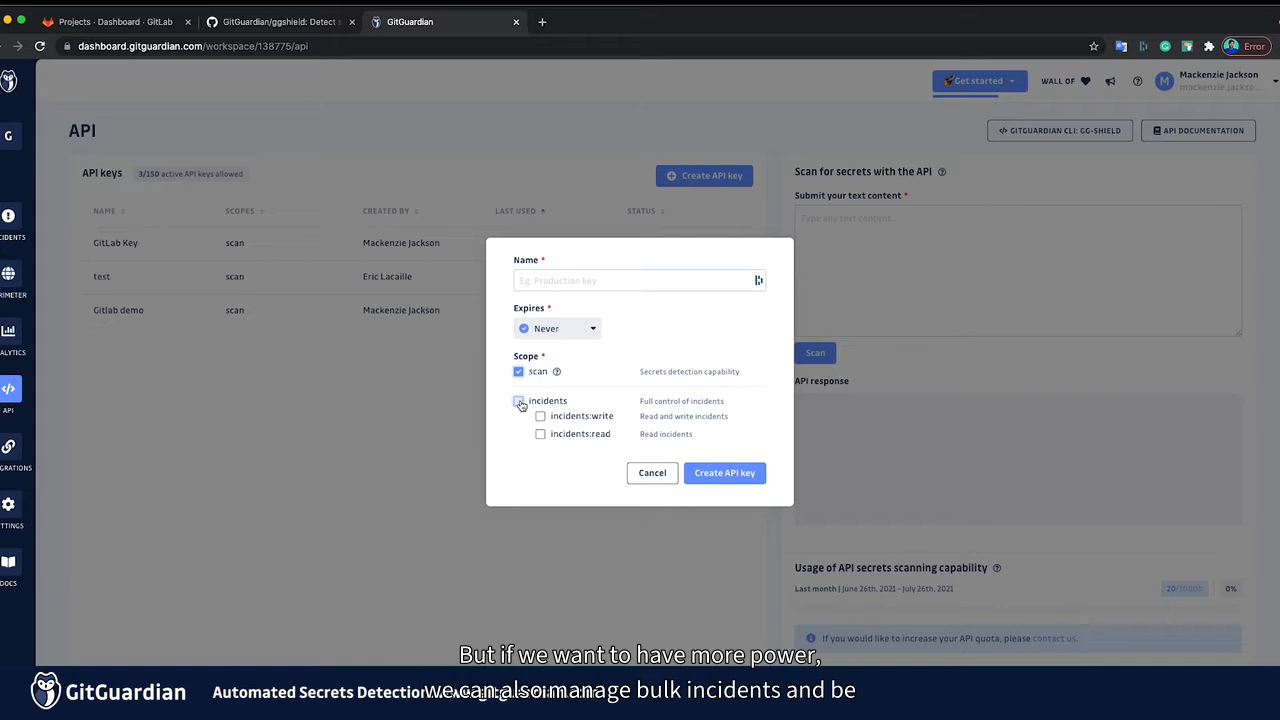 Projects · Dashboard · GitLab
GitGuardian/ggshield: Detect s
GitGuardian
dashboard.gitguardian.com/workspace/138775/api
Error
Get started
WALL OF
Mackenzie Jackson
mackenzie.jackso...
API
GITGUARDIAN CLI: GG-SHIELD
API DOCUMENTATION
API keys
3/150 active API keys allowed
Create API key
NAME
SCOPES
CREATED BY
LAST USED
STATUS
GitLab Key
scan
Mackenzie Jackson
test
scan
Eric Lacaille
Gitlab demo
scan
Mackenzie Jackson
Scan for secrets with the API
Submit your text content *
Type any text content...
Scan
API response
Usage of API secrets scanning capability
Last month | June 26th, 2021 - July 26th, 2021
20/10000
0%
If you would like to increase your API quota, please contact us.
G
CIDENTS
RIMETER
ALYTICS
API
GRATIONS
TTINGS
DOCS
Name *
Eg: Production key
Expires *
Never
Scope *
scan
Secrets detection capability
incidents
Full control of incidents
incidents:write
Read and write incidents
incidents:read
Read incidents
Cancel
Create API key
But if we want to have more power,
we can also manage bulk incidents and be
GitGuardian
Automated Secrets Detection